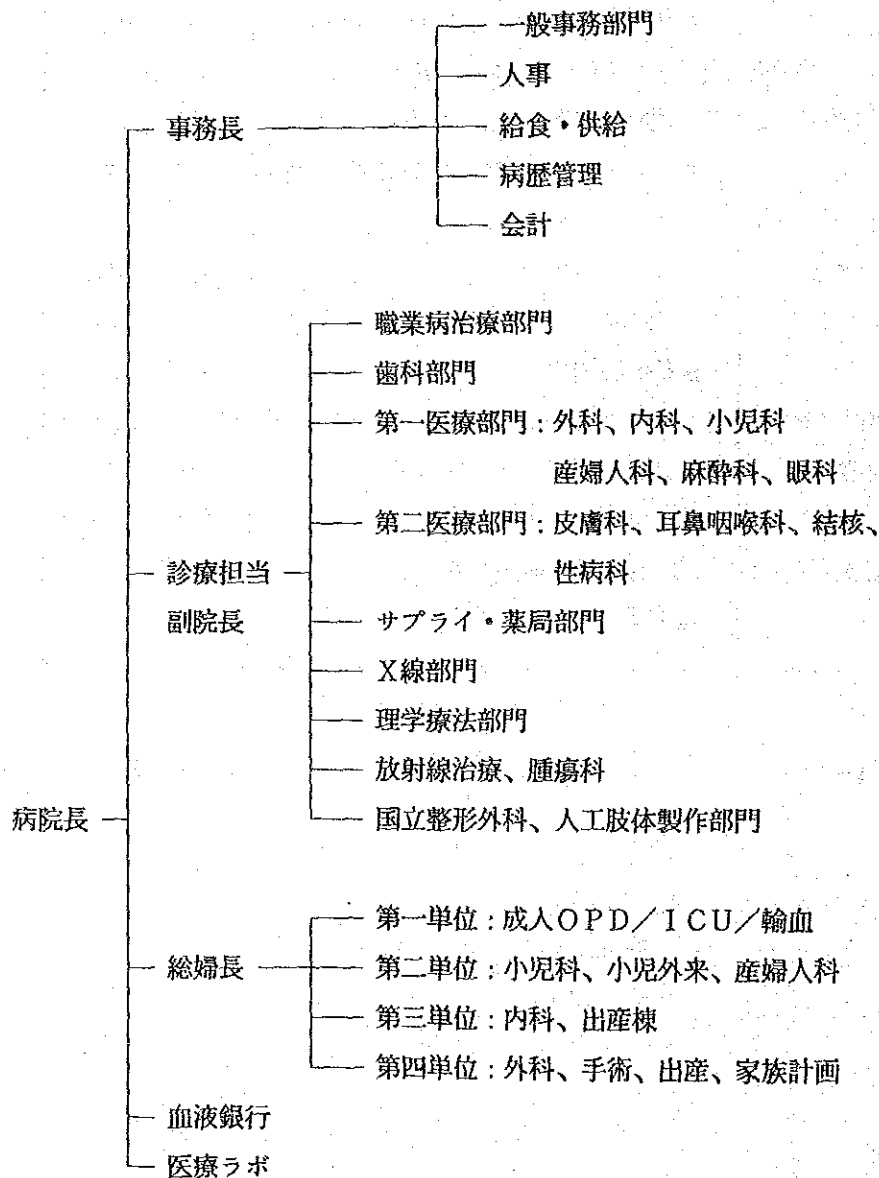 一般事務部門
人事
事務長
給食・供給
病歴管理
会計
職業病治療部門
歯科部門
第一医療部門：外科、内科、小児科
産婦人科、麻酔科、眼科
第二医療部門：皮膚科、耳鼻咽喉科、結核、
診療担当
性病科
副院長
サプライ・薬局部門
X線部門
理学療法部門
放射線治療、腫瘍科
病院長
国立整形外科、人工肢体製作部門
第一単位：成人OPD／ICU／輸血
総婦長
第二単位：小児科、小児外来、産婦人科
第三単位：内科、出産棟
第四単位：外科、手術、出産、家族計画
血液銀行
医療ラボ